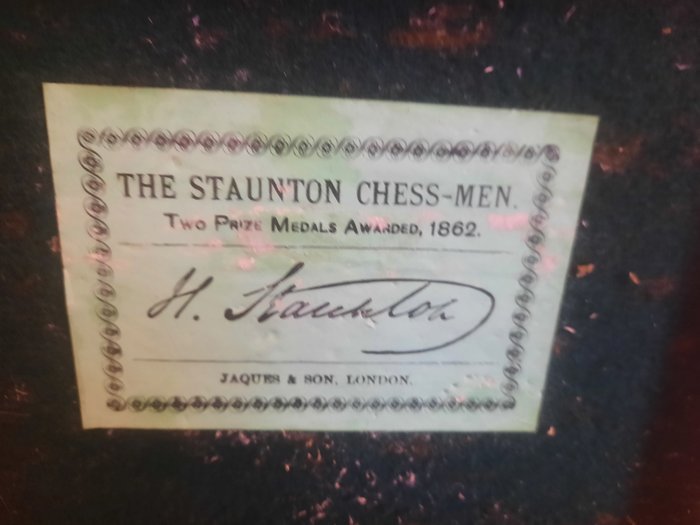 THE STAUNTON CHESS-MEN.
TWO PRIZE MEDALS AWARDED, 1862.
H. Staunton
JAQUES & SON, LONDON.